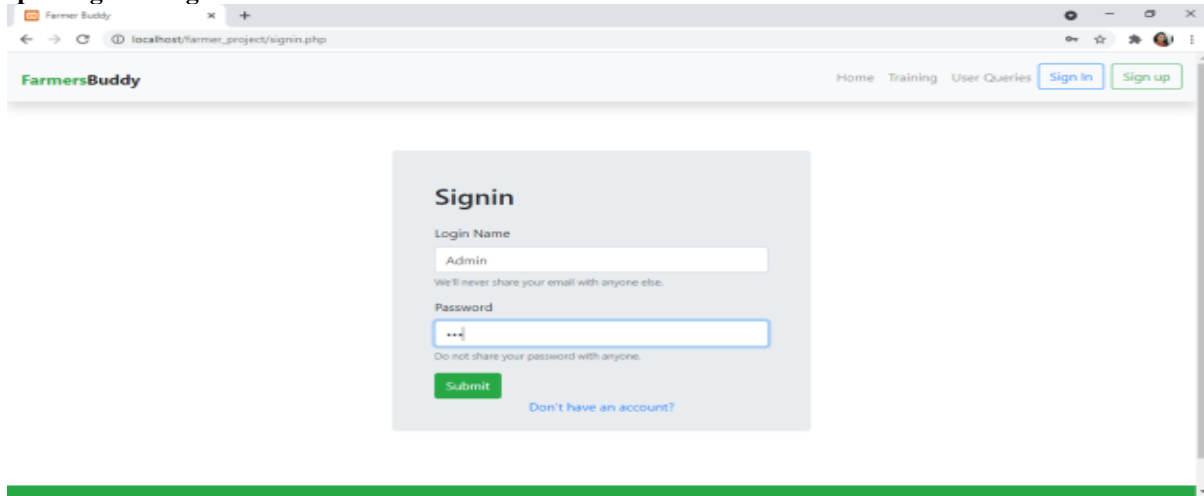 Farmer Buddy
localhost/farmer_project/signin.php
FarmersBuddy
Home Training User Queries Sign In Sign up
Signin
Login Name
Admin
We'll never share your email with anyone else.
Password
•••
Do not share your password with anyone.
Submit
Don't have an account?